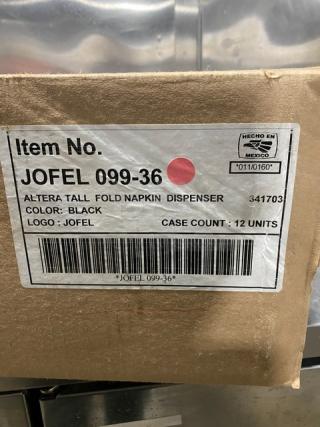 Item No.
HECHO EN
MEXICO
*011/0160*
JOFEL 099-36
ALTERA TALL FOLD NAPKIN DISPENSER 341703
COLOR: BLACK
LOGO : JOFEL CASE COUNT : 12 UNITS
*JOFEL 099-36*